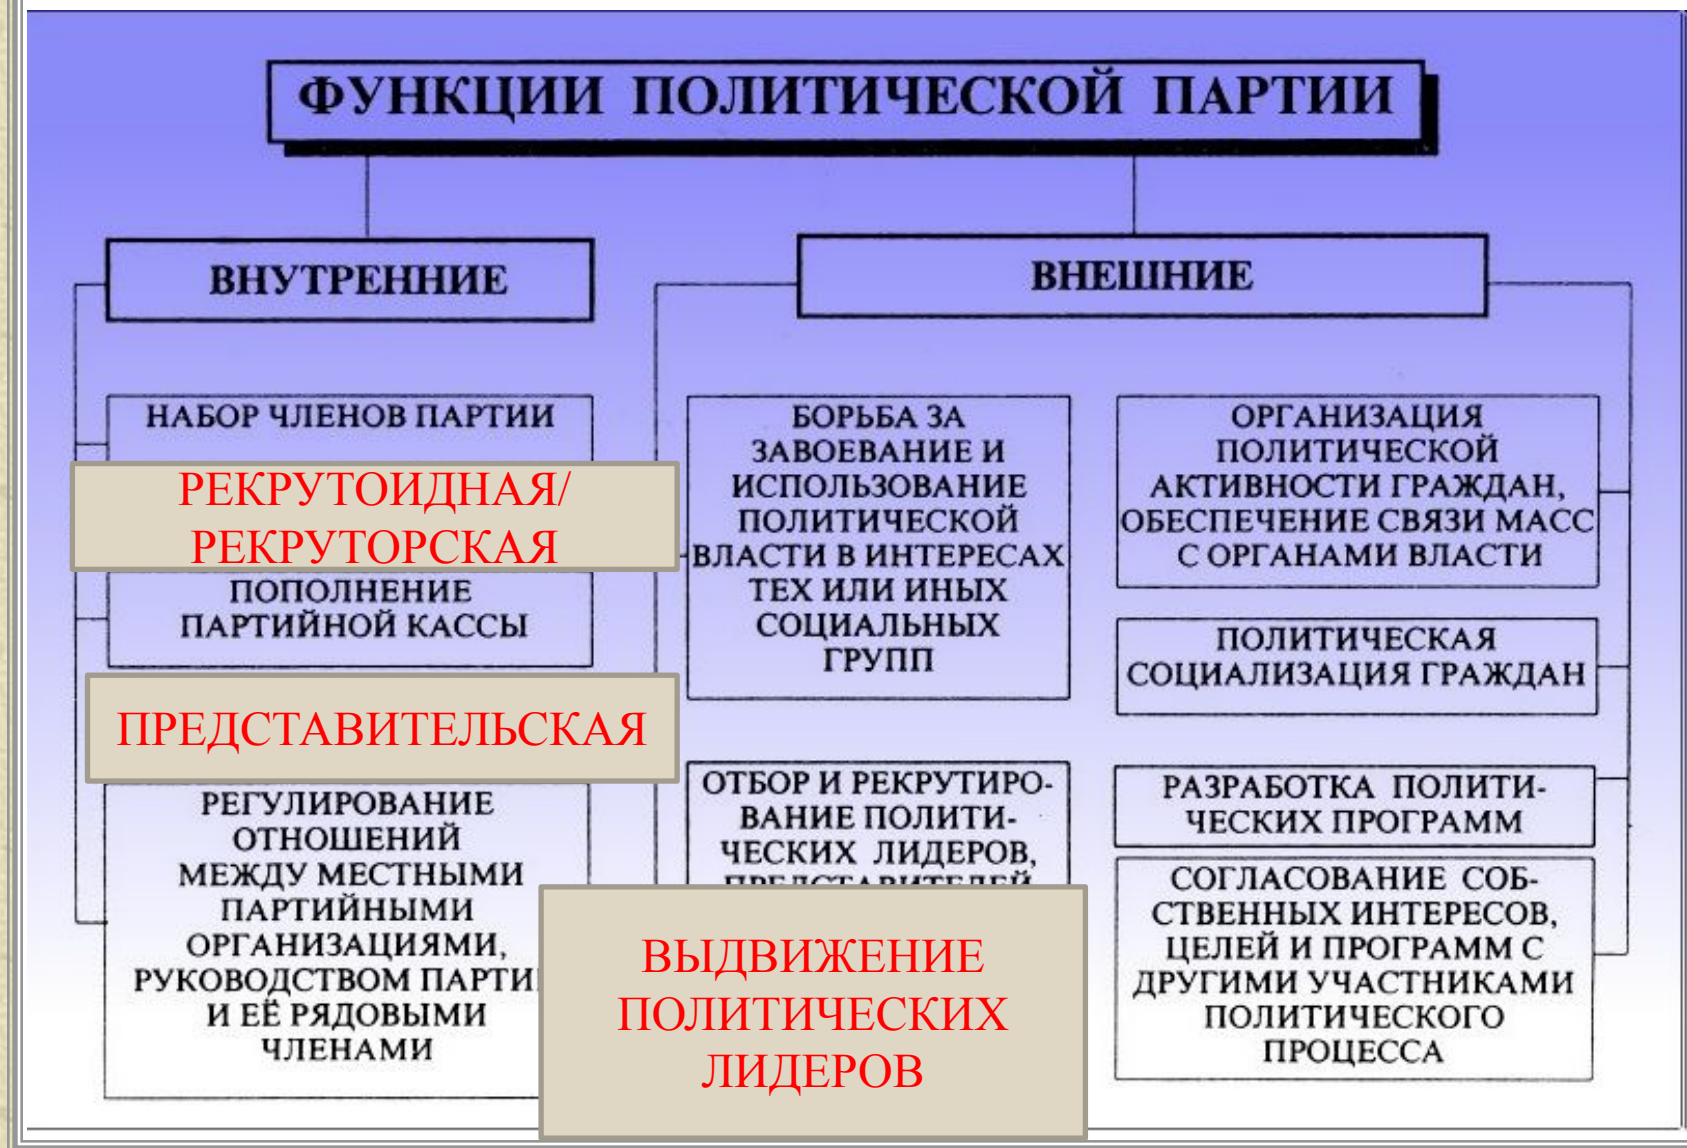 ФУНКЦИИ ПОЛИТИЧЕСКОЙ ПАРТИИ
ВНУТРЕННИЕ
НАБОР ЧЛЕНОВ ПАРТИИ
РЕКРУТОИДНАЯ/
РЕКРУТОРСКАЯ
ПОПОЛНЕНИЕ
ПАРТИЙНОЙ КАССЫ
ПРЕДСТАВИТЕЛЬСКАЯ
РЕГУЛИРОВАНИЕ
ОТНОШЕНИЙ
МЕЖДУ МЕСТНЫМИ
ПАРТИЙНЫМИ
ОРГАНИЗАЦИЯМИ,
РУКОВОДСТВОМ ПАРТИ
И ЕЁ РЯДОВЫМИ
ЧЛЕНАМИ
ВНЕШНИЕ
БОРЬБА ЗА
ЗАВОЕВАНИЕ И
ИСПОЛЬЗОВАНИЕ
ПОЛИТИЧЕСКОЙ
ВЛАСТИ В ИНТЕРЕСАХ
ТЕХ ИЛИ ИНЫХ
СОЦИАЛЬНЫХ
ГРУПП
ОТБОР И РЕКРУТИРО-
ВАНИЕ ПОЛИТИ-
ЧЕСКИХ ЛИДЕРОВ,
ПРЕДСТАВИТЕЛЕЙ
ВЫДВИЖЕНИЕ
ПОЛИТИЧЕСКИХ
ЛИДЕРОВ
ОРГАНИЗАЦИЯ
ПОЛИТИЧЕСКОЙ
АКТИВНОСТИ ГРАЖДАН,
ОБЕСПЕЧЕНИЕ СВЯЗИ МАСС
С ОРГАНАМИ ВЛАСТИ
ПОЛИТИЧЕСКАЯ
СОЦИАЛИЗАЦИЯ ГРАЖДАН
РАЗРАБОТКА ПОЛИТИ-
ЧЕСКИХ ПРОГРАММ
СОГЛАСОВАНИЕ СОБ-
СТВЕННЫХ ИНТЕРЕСОВ,
ЦЕЛЕЙ И ПРОГРАММ С
ДРУГИМИ УЧАСТНИКАМИ
ПОЛИТИЧЕСКОГО
ПРОЦЕССА